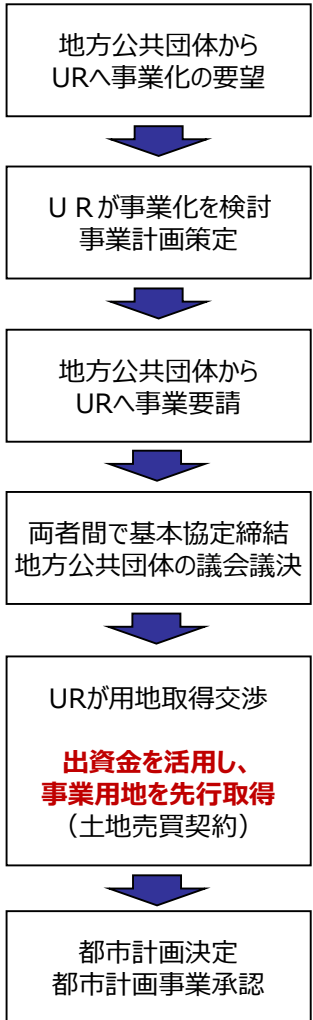 地方公共団体から
URへ事業化の要望
ＵＲが事業化を検討
事業計画策定
地方公共団体から
URへ事業要請
両者間で基本協定締結
地方公共団体の議会議決
URが用地取得交渉
出資金を活用し、
事業用地を先行取得
（土地売買契約）
都市計画決定
都市計画事業承認